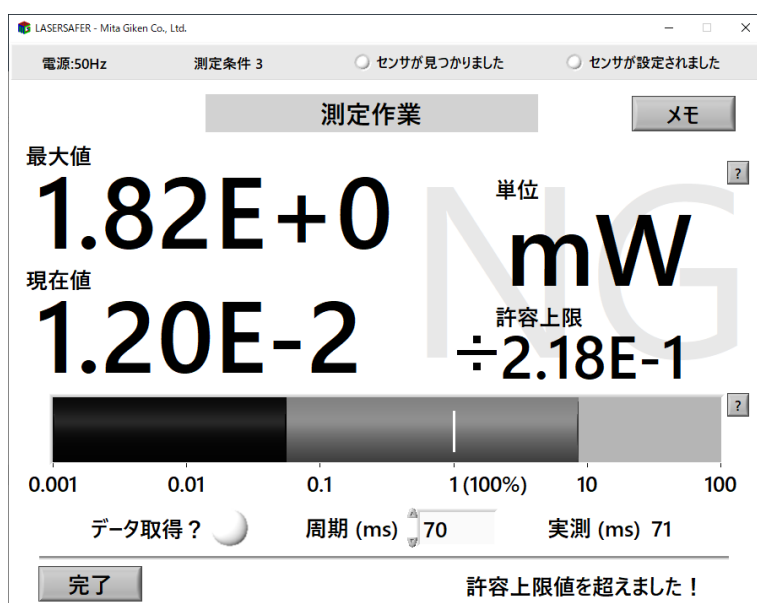 LASERSAFER - Mita Giken Co., Ltd.
電源:50Hz 測定条件 3 センサが見つかりました センサが設定されました
測定作業 メモ
最大値
1.82E+0
?
単位
mW
NG
現在値
1.20E-2
許容上限
÷2.18E-1
?
0.001 0.01 0.1 1(100%) 10 100
データ取得？ 周期 (ms) 70 実測 (ms) 71
完了 許容上限値を超えました！